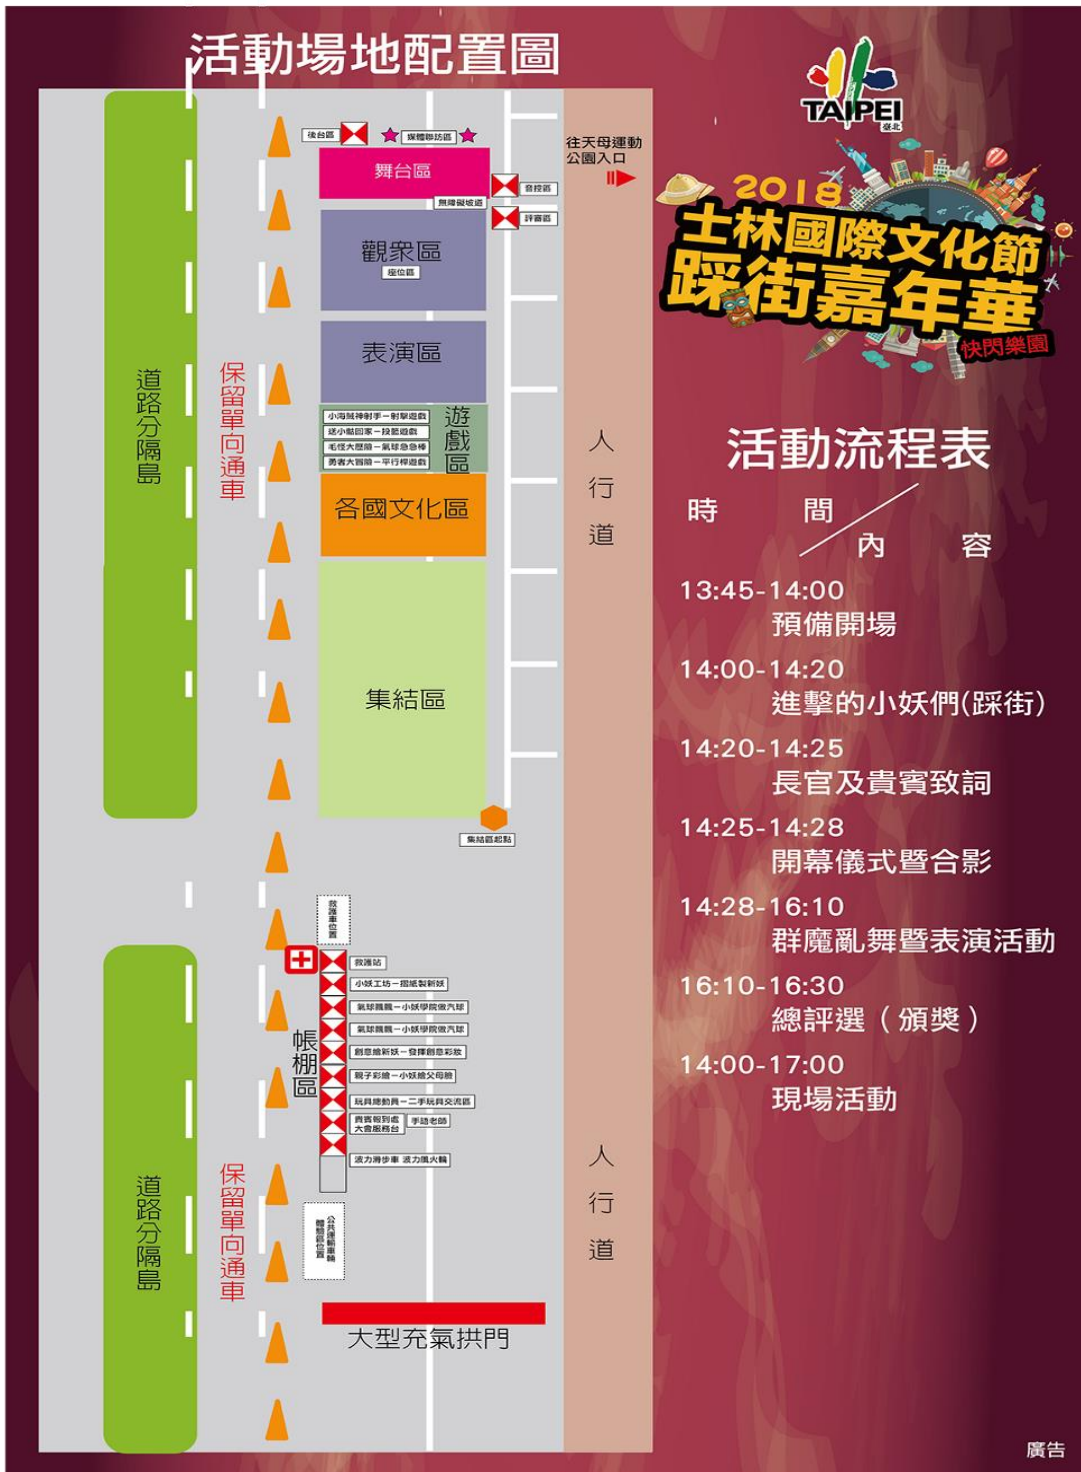 活動場地配置圖
後台區
媒體聯訪區
舞台區
往天母運動
公園入口
音控區
無障礙坡道
評審區
觀衆區
座位區
表演區
小海賊神射手－射擊遊戲
送小鬼回家－投籃遊戲
毛怪大歷險－氣球急急棒
勇者大冒險－平行桿遊戲
遊戲區
各國文化區
集結區
集結區起點
道路分隔島
保留單向通車
人行道
救護車位置
救護站
小妖工坊－摺紙製新妖
氣球飄飄－小妖學院做汽球
氣球飄飄－小妖學院做汽球
創意繪新妖－發揮創意彩妝
親子彩繪－小妖繪父母臉
玩具總動員－二手玩具交流區
貴賓報到處
大會服務台
手語老師
波力滑步車 波力風火輪
帳棚區
公共運輸車輛
體驗區位置
道路分隔島
保留單向通車
人行道
大型充氣拱門
TAIPEI
臺北
2018
士林國際文化節
踩街嘉年華
快閃樂園
活動流程表
時間
內容
13:45-14:00
預備開場
14:00-14:20
進擊的小妖們(踩街)
14:20-14:25
長官及貴賓致詞
14:25-14:28
開幕儀式暨合影
14:28-16:10
群魔亂舞暨表演活動
16:10-16:30
總評選（頒獎）
14:00-17:00
現場活動
廣告